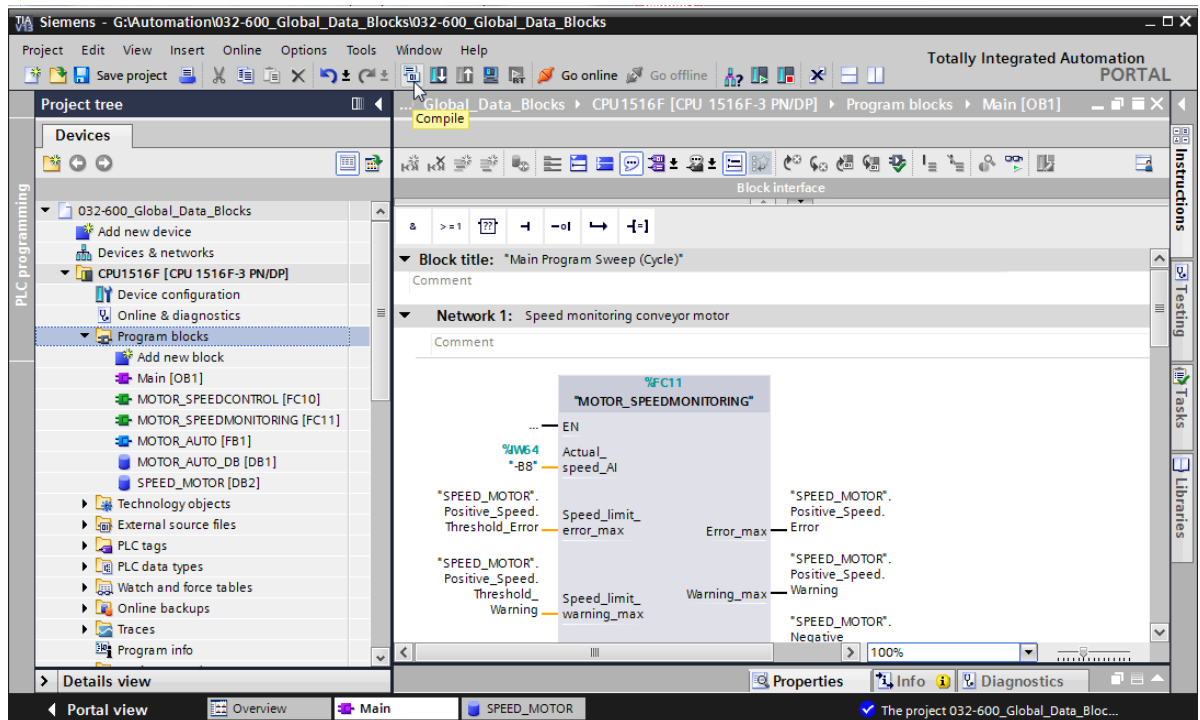 TIA
V13
Siemens - G:\Automation\032-600_Global_Data_Blocks\032-600_Global_Data_Blocks
Project Edit View Insert Online Options Tools Window Help
Totally Integrated Automation
PORTAL
Save project
Go online
Go offline
Compile
Project tree
... Global_Data_Blocks CPU1516F [CPU 1516F-3 PN/DP] Program blocks Main [OB1]
Devices
PLC programming
Block interface
032-600_Global_Data_Blocks
Add new device
Devices & networks
CPU1516F [CPU 1516F-3 PN/DP]
Device configuration
Online & diagnostics
Program blocks
Add new block
Main [OB1]
MOTOR_SPEEDCONTROL [FC10]
MOTOR_SPEEDMONITORING [FC11]
MOTOR_AUTO [FB1]
MOTOR_AUTO_DB [DB1]
SPEED_MOTOR [DB2]
Technology objects
External source files
PLC tags
PLC data types
Watch and force tables
Online backups
Traces
Program info
Details view
& >=1 ??
Block title: "Main Program Sweep (Cycle)"
Comment
Network 1: Speed monitoring conveyor motor
Comment
%FC11
"MOTOR_SPEEDMONITORING"
... EN
%IW64
"-B8"
Actual_
speed_AI
"SPEED_MOTOR".
Positive_Speed.
Threshold_Error
Speed_limit_
error_max
Error_max
"SPEED_MOTOR".
Positive_Speed.
Error
"SPEED_MOTOR".
Positive_Speed.
Threshold_
Warning
Speed_limit_
warning_max
Warning_max
"SPEED_MOTOR".
Positive_Speed.
Warning
"SPEED_MOTOR".
Negative
100%
Properties Info Diagnostics
Instructions
Testing
Tasks
Libraries
Portal view Overview Main SPEED_MOTOR The project 032-600_Global_Data_Bloc...